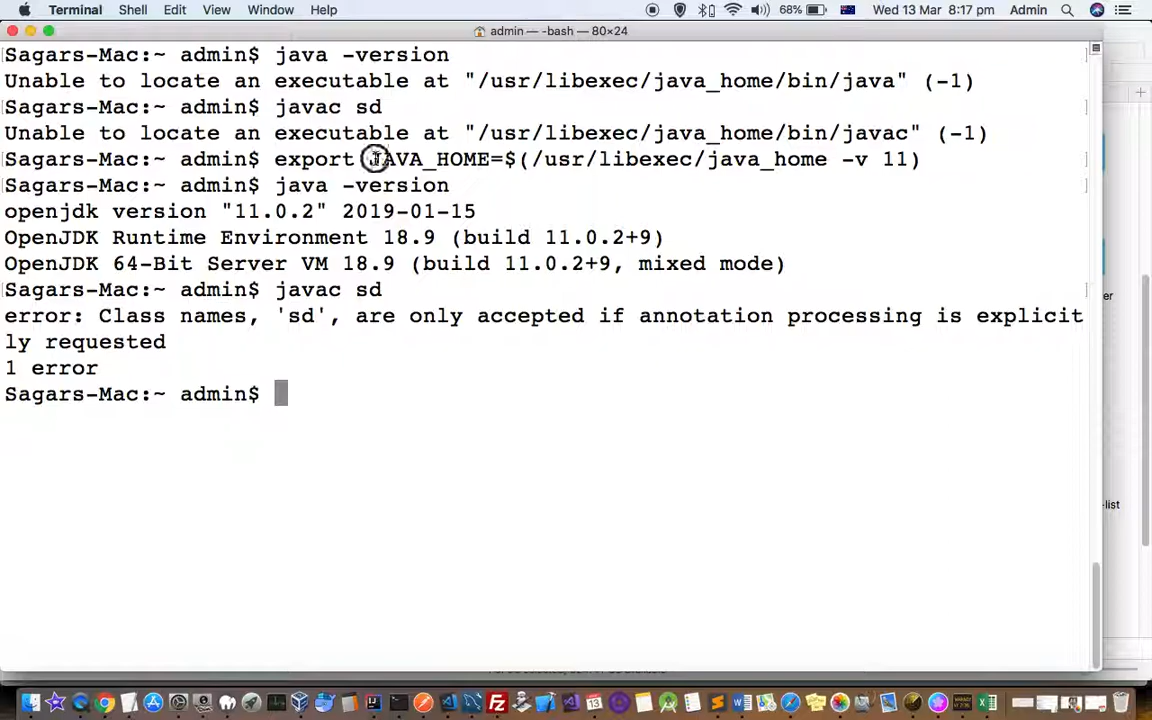 Terminal Shell Edit View Window Help 68% Wed 13 Mar 8:17 pm Admin
admin — -bash — 80×24
Sagars-Mac:~ admin$ java -version
Unable to locate an executable at "/usr/libexec/java_home/bin/java" (-1)
Sagars-Mac:~ admin$ javac sd
Unable to locate an executable at "/usr/libexec/java_home/bin/javac" (-1)
Sagars-Mac:~ admin$ export JAVA_HOME=$(/usr/libexec/java_home -v 11)
Sagars-Mac:~ admin$ java -version
openjdk version "11.0.2" 2019-01-15
OpenJDK Runtime Environment 18.9 (build 11.0.2+9)
OpenJDK 64-Bit Server VM 18.9 (build 11.0.2+9, mixed mode)
Sagars-Mac:~ admin$ javac sd
error: Class names, 'sd', are only accepted if annotation processing is explicit
ly requested
1 error
Sagars-Mac:~ admin$
-list